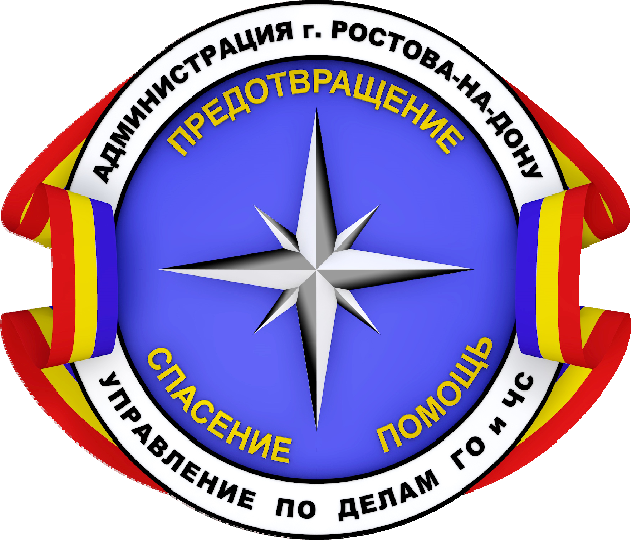 АДМИНИСТРАЦИЯ г. РОСТОВА-НА-ДОНУ
ПРЕДОТВРАЩЕНИЕ
СПАСЕНИЕ
ПОМОЩЬ
УПРАВЛЕНИЕ ПО ДЕЛАМ ГО и ЧС